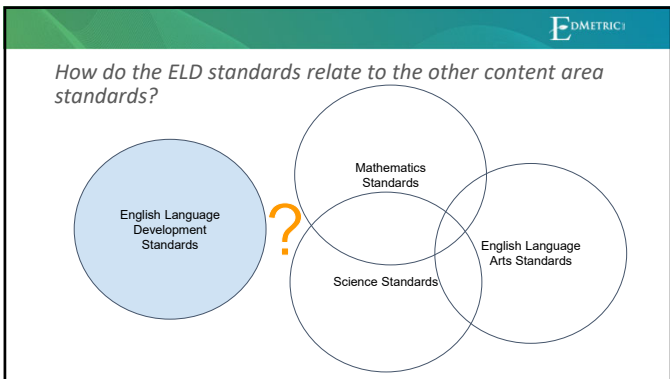 EDMETRIC
How do the ELD standards relate to the other content area
standards?
Mathematics
Standards
English Language
Development
Standards
?
English Language
Arts Standards
Science Standards